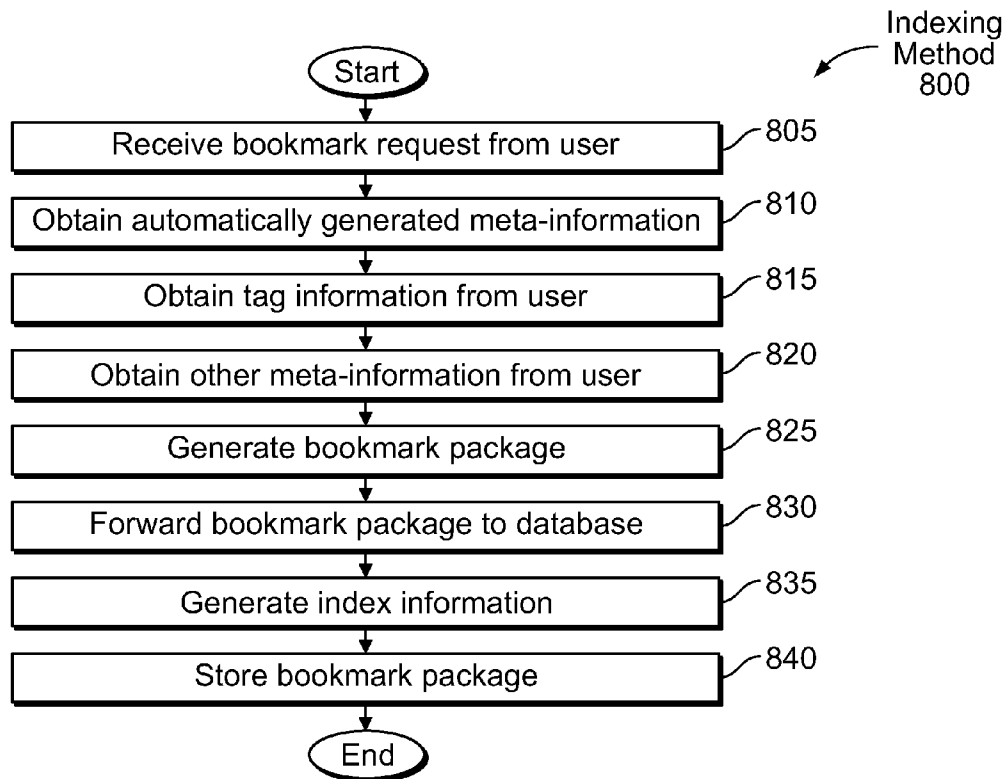 Indexing
Method
800
Start
Receive bookmark request from user
805
Obtain automatically generated meta-information
810
Obtain tag information from user
815
Obtain other meta-information from user
820
Generate bookmark package
825
Forward bookmark package to database
830
Generate index information
835
Store bookmark package
840
End